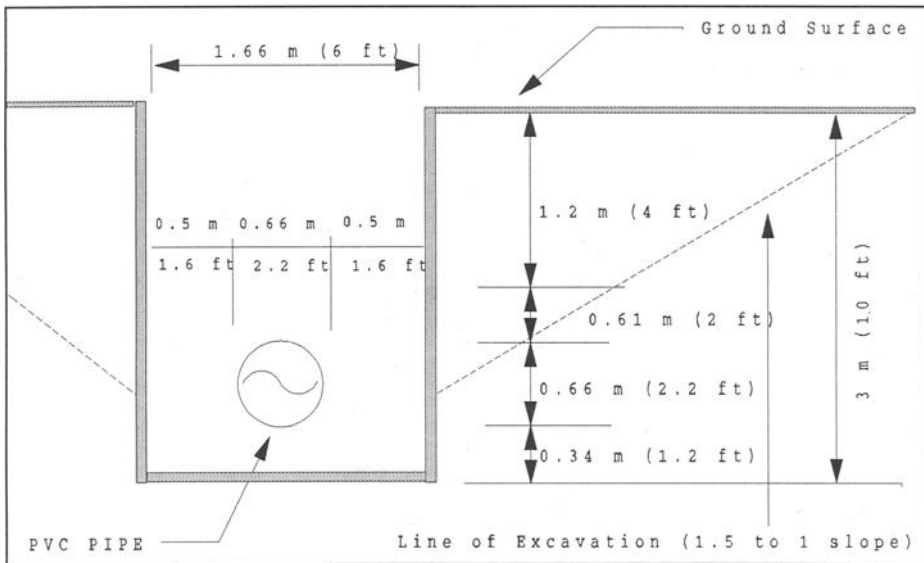 Ground Surface
1.66 m (6 ft)
0.5 m 0.66 m 0.5 m
1.6 ft 2.2 ft 1.6 ft
1.2 m (4 ft)
0.61 m (2 ft)
0.66 m (2.2 ft)
0.34 m (1.2 ft)
3 m (10 ft)
PVC PIPE
Line of Excavation (1.5 to 1 slope)